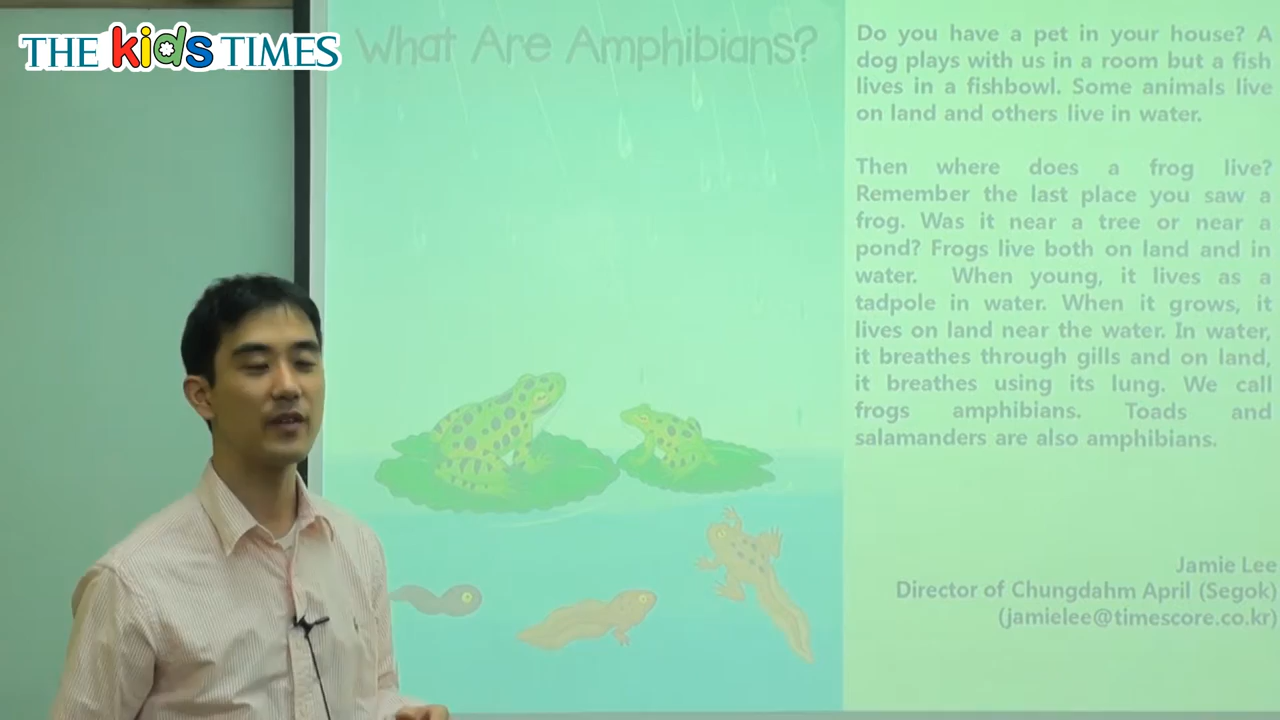 THE kids TIMES
What Are Amphibians?
Do you have a pet in your house? A
dog plays with us in a room but a fish
lives in a fishbowl. Some animals live
on land and others live in water.
Then where does a frog live?
Remember the last place you saw a
frog. Was it near a tree or near a
pond? Frogs live both on land and in
water. When young, it lives as a
tadpole in water. When it grows, it
lives on land near the water. In water,
it breathes through gills and on land,
it breathes using its lung. We call
frogs amphibians. Toads and
salamanders are also amphibians.
Jamie Lee
Director of Chungdahm April (Segok)
(jamielee@timescore.co.kr)